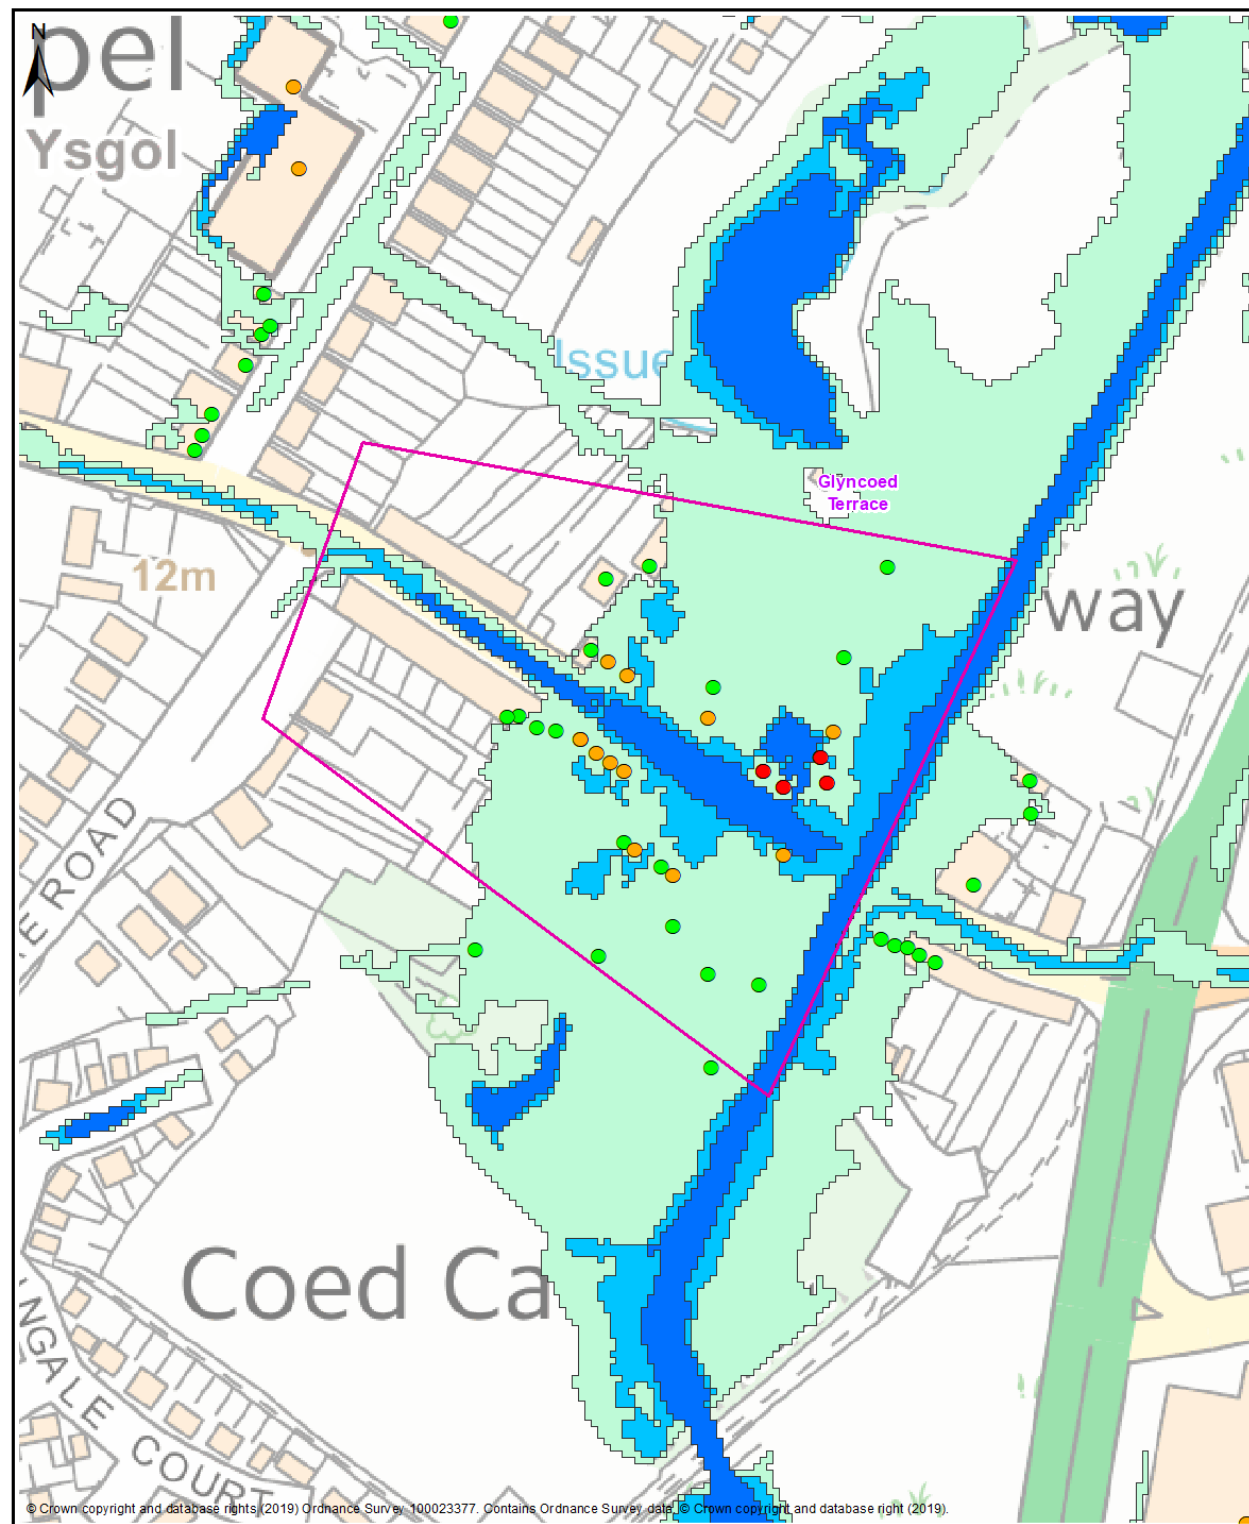 N
pel
Ysgol
Issue
Glyncoed
Terrace
12m
way
E ROAD
Coed Ca
NGALE COURT
© Crown copyright and database rights (2019) Ordnance Survey 100023377. Contains Ordnance Survey data © Crown copyright and database right (2019).